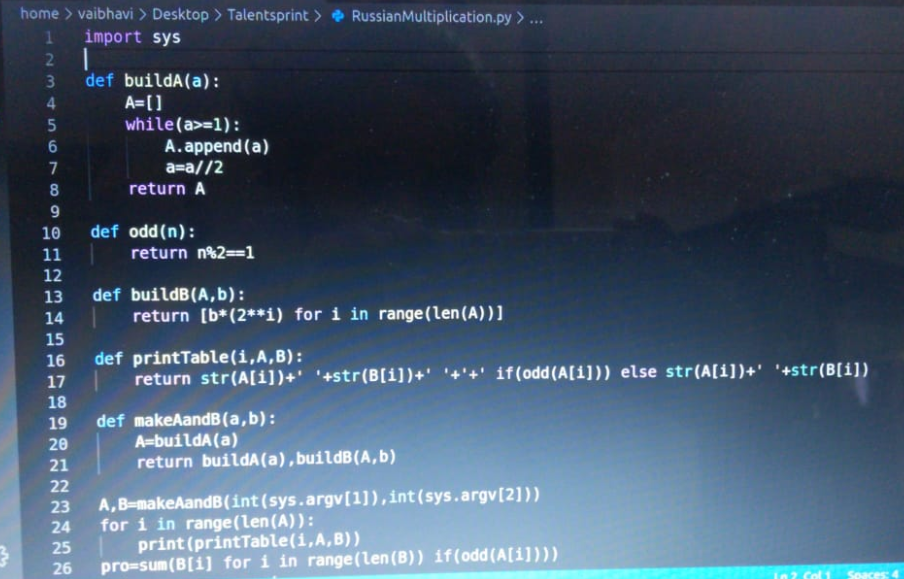 home > vaibhavi > Desktop > Talentsprint > RussianMultiplication.py > ...
1 import sys
2
3 def buildA(a):
4     A=[]
5     while(a>=1):
6         A.append(a)
7         a=a//2
8     return A
9
10 def odd(n):
11     return n%2==1
12
13 def buildB(A,b):
14     return [b*(2**i) for i in range(len(A))]
15
16 def printTable(i,A,B):
17     return str(A[i])+' '+str(B[i])+' '+'+' if(odd(A[i])) else str(A[i])+' '+str(B[i])
18
19 def makeAandB(a,b):
20     A=buildA(a)
21     return buildA(a),buildB(A,b)
22
23 A,B=makeAandB(int(sys.argv[1]),int(sys.argv[2]))
24 for i in range(len(A)):
25     print(printTable(i,A,B))
26 pro=sum(B[i] for i in range(len(B)) if(odd(A[i])))
Ln 2, Col 1 Spaces: 4